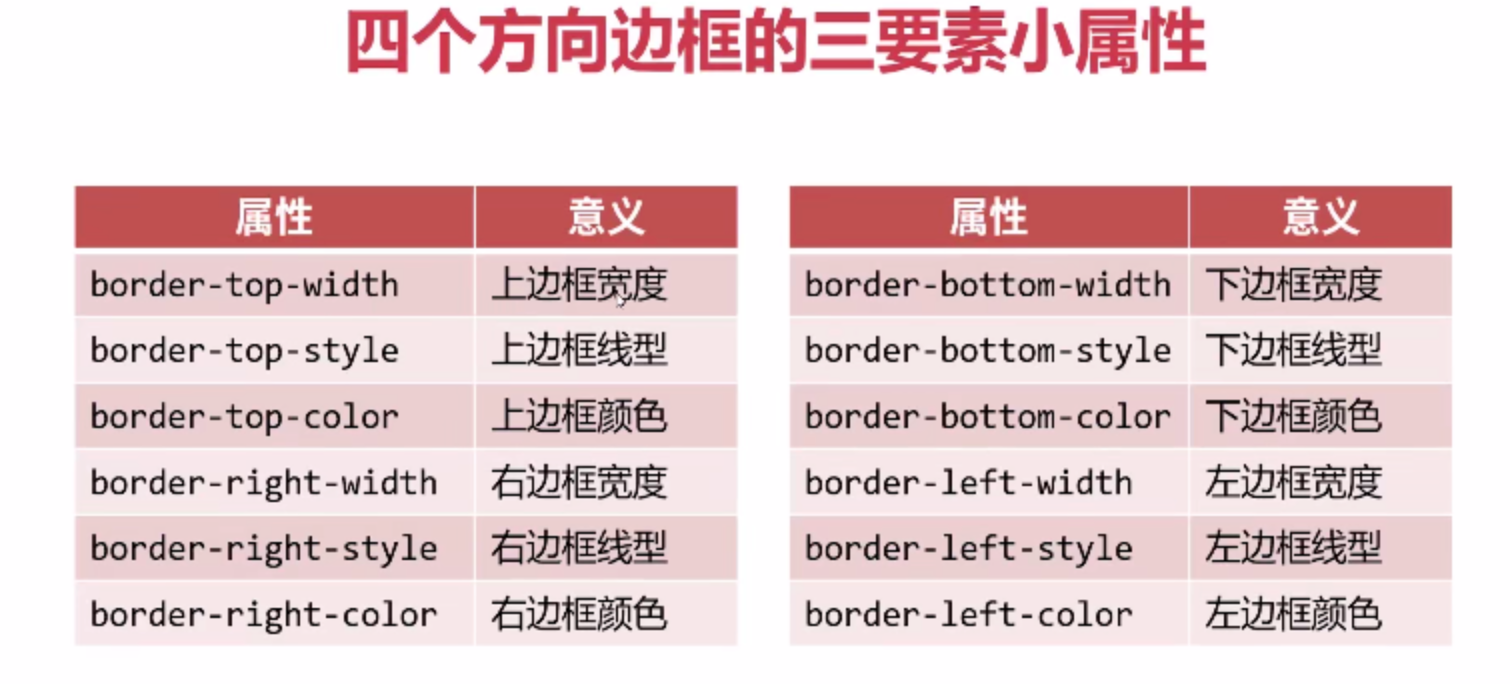 四个方向边框的三要素小属性
属性 意义
border-top-width 上边框宽度
border-top-style 上边框线型
border-top-color 上边框颜色
border-right-width 右边框宽度
border-right-style 右边框线型
border-right-color 右边框颜色
属性 意义
border-bottom-width 下边框宽度
border-bottom-style 下边框线型
border-bottom-color 下边框颜色
border-left-width 左边框宽度
border-left-style 左边框线型
border-left-color 左边框颜色